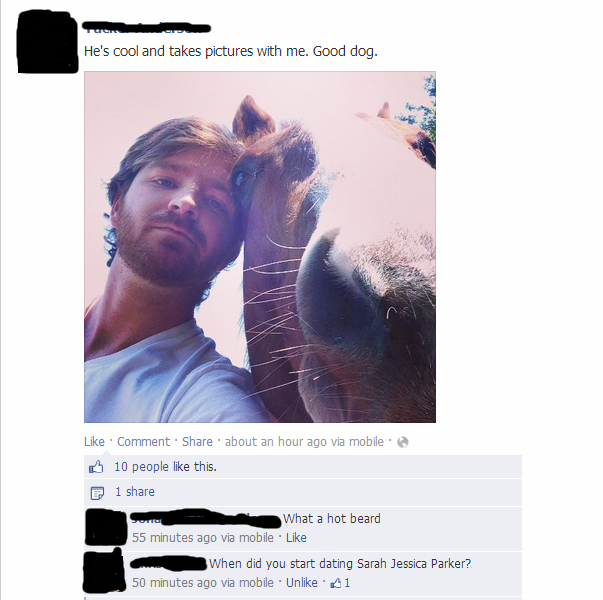 He's cool and takes pictures with me. Good dog.
Like · Comment · Share · about an hour ago via mobile ·
10 people like this.
1 share
What a hot beard
55 minutes ago via mobile · Like
When did you start dating Sarah Jessica Parker?
50 minutes ago via mobile · Unlike · 1